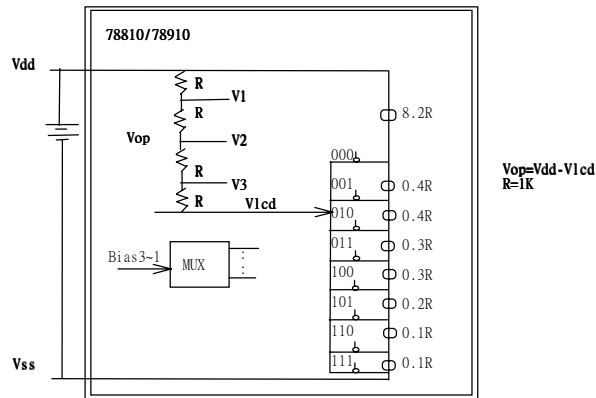 78810/78910
Vdd
R
V1
R
8.2R
Vop
V2
000
R
Vop=Vdd-Vlcd
V3
001
0.4R
R=1K
R
Vlcd
010
0.4R
011
0.3R
Bias3~1
MUX
100
0.3R
101
0.2R
110
0.1R
Vss
111
0.1R